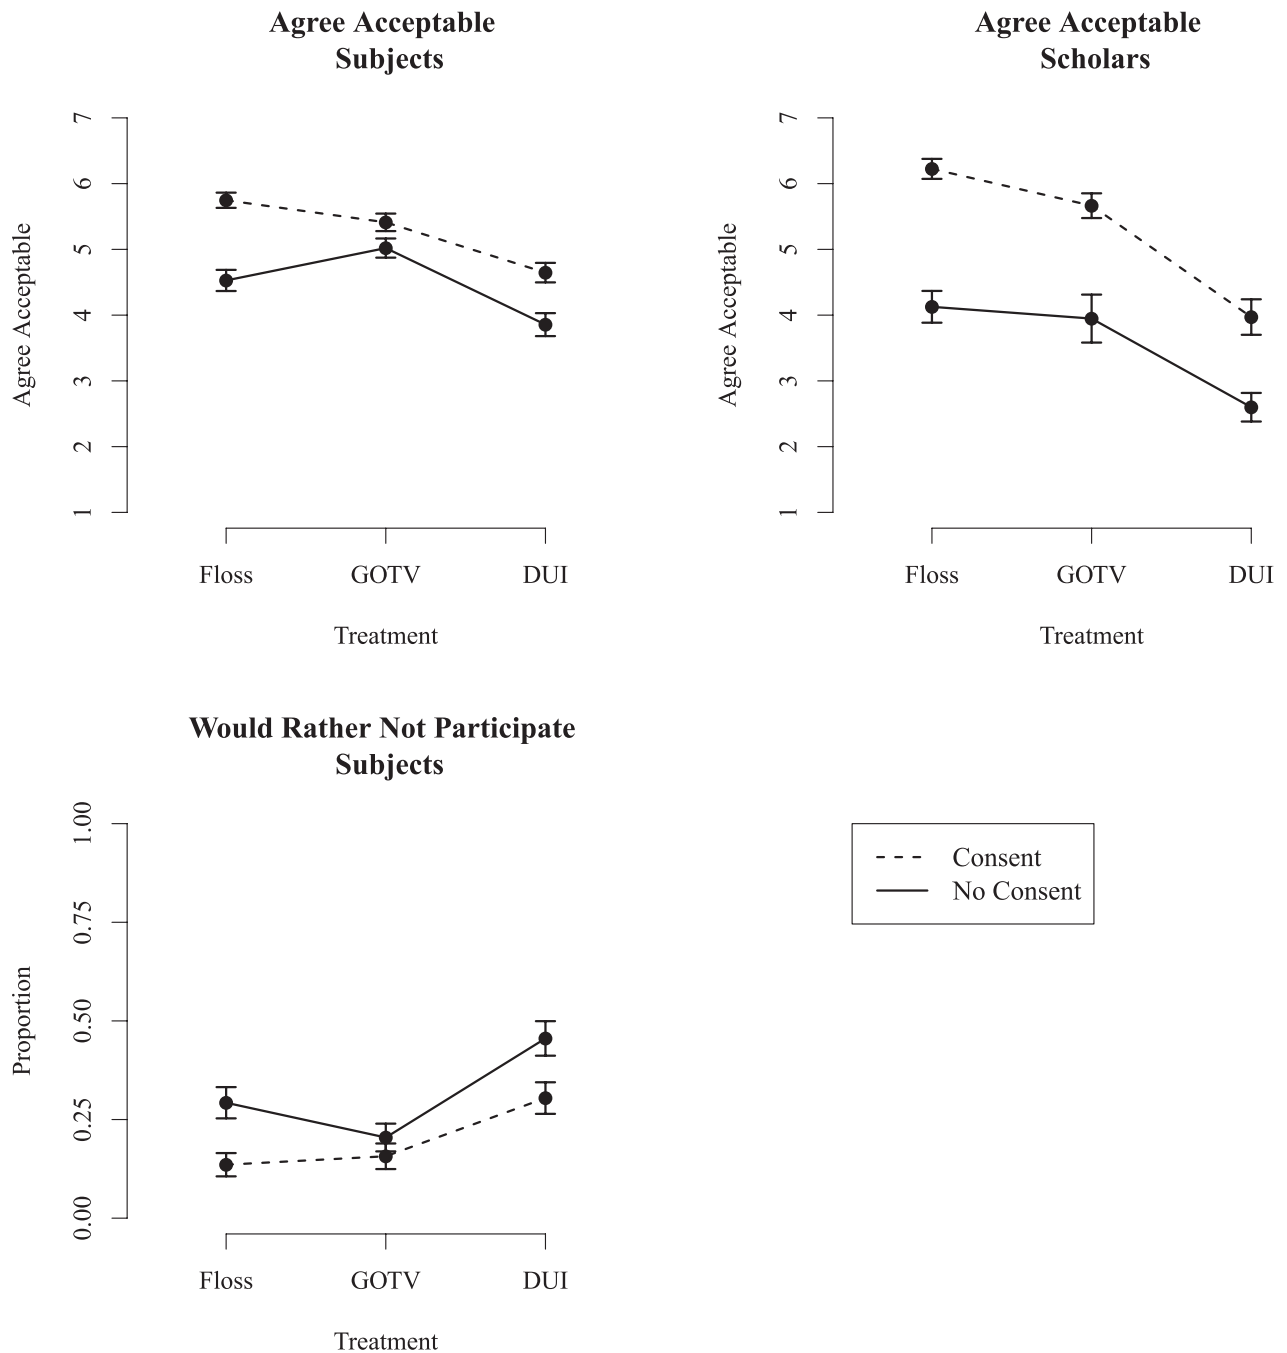 Agree Acceptable
Subjects
Agree Acceptable
7
6
5
4
3
2
1
Floss GOTV DUI
Treatment
Agree Acceptable
Scholars
Agree Acceptable
7
6
5
4
3
2
1
Floss GOTV DUI
Treatment
Would Rather Not Participate
Subjects
Proportion
1.00
0.75
0.50
0.25
0.00
Floss GOTV DUI
Treatment
Consent
No Consent